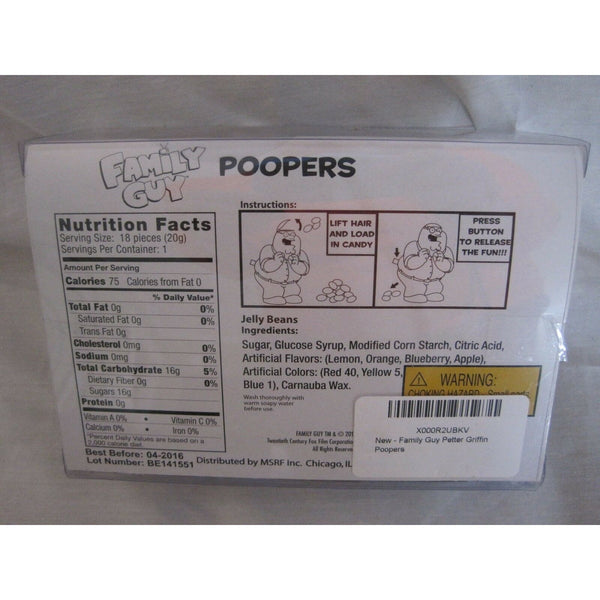 FAMILY GUY
POOPERS
Nutrition Facts
Serving Size: 18 pieces (20g)
Servings Per Container: 1
Amount Per Serving
Calories 75 Calories from Fat 0
% Daily Value*
Total Fat 0g 0%
Saturated Fat 0g 0%
Trans Fat 0g
Cholesterol 0mg 0%
Sodium 0mg 0%
Total Carbohydrate 16g 5%
Dietary Fiber 0g 0%
Sugars 16g
Protein 0g
Vitamin A 0% • Vitamin C 0%
Calcium 0% • Iron 0%
*Percent Daily Values are based on a
2,000 calorie diet.
Best Before: 04-2016
Lot Number: BE141551
Distributed by MSRF Inc. Chicago, IL
Instructions:
LIFT HAIR
AND LOAD
IN CANDY
PRESS
BUTTON
TO RELEASE
THE FUN!!!
Jelly Beans
Ingredients:
Sugar, Glucose Syrup, Modified Corn Starch, Citric Acid,
Artificial Flavors: (Lemon, Orange, Blueberry, Apple),
Artificial Colors: (Red 40, Yellow 5,
Blue 1), Carnauba Wax.
Wash thoroughly with
warm soapy water
before use.
FAMILY GUY TM & ©
Twentieth Century Fox Film
All Rights
WARNING:
CHOKING HAZARD
X000R2UBKV
New - Family Guy Petter Griffin
Poopers